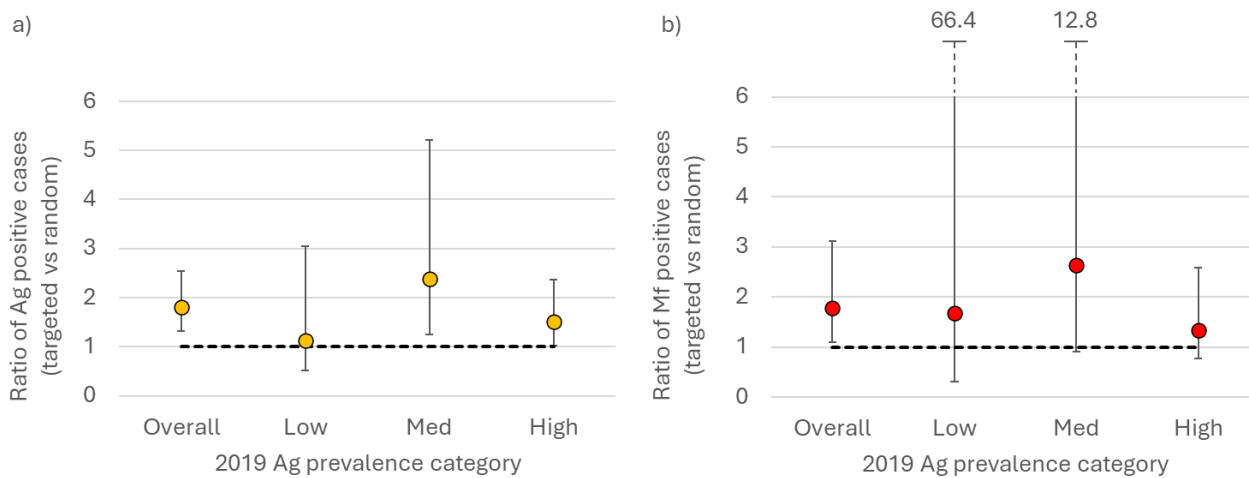 a)
Ratio of Ag positive cases
(targeted vs random)
6
5
4
3
2
1
0
Overall Low Med High
2019 Ag prevalence category
b)
66.4 12.8
Ratio of Mf positive cases
(targeted vs random)
6
5
4
3
2
1
0
Overall Low Med High
2019 Ag prevalence category